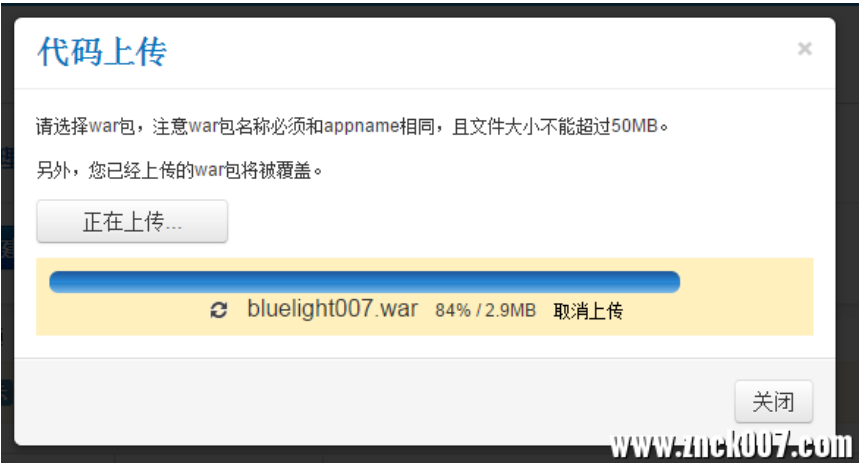 代码上传
×
请选择war包，注意war包名称必须和appname相同，且文件大小不能超过50MB。
另外，您已经上传的war包将被覆盖。
正在上传...
bluelight007.war 84% / 2.9MB 取消上传
关闭
www.znck007.com